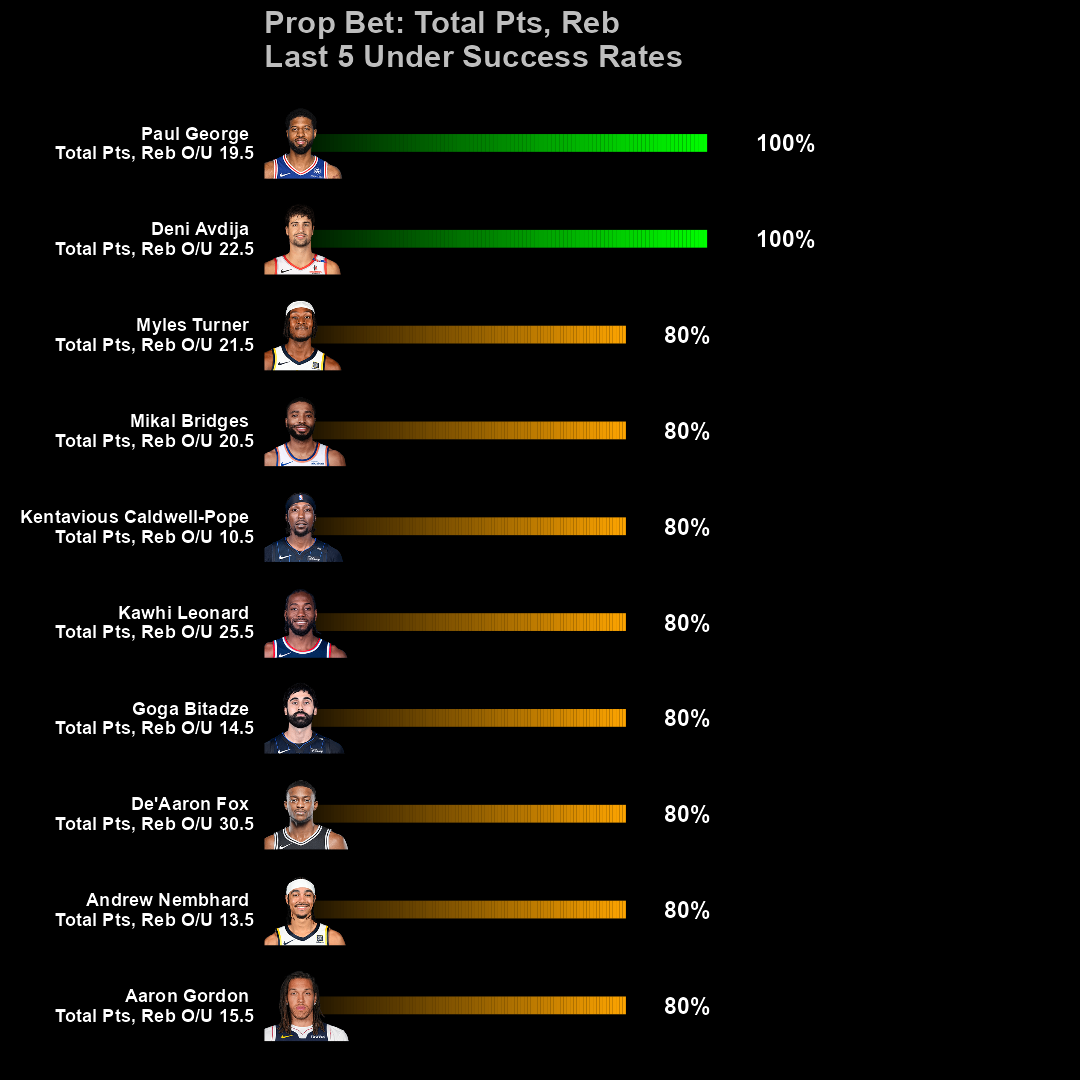 Prop Bet: Total Pts, Reb
Last 5 Under Success Rates
Paul George
Total Pts, Reb O/U 19.5
100%
Deni Avdija
Total Pts, Reb O/U 22.5
100%
Myles Turner
Total Pts, Reb O/U 21.5
80%
Mikal Bridges
Total Pts, Reb O/U 20.5
80%
Kentavious Caldwell-Pope
Total Pts, Reb O/U 10.5
80%
Kawhi Leonard
Total Pts, Reb O/U 25.5
80%
Goga Bitadze
Total Pts, Reb O/U 14.5
80%
De'Aaron Fox
Total Pts, Reb O/U 30.5
80%
Andrew Nembhard
Total Pts, Reb O/U 13.5
80%
Aaron Gordon
Total Pts, Reb O/U 15.5
80%